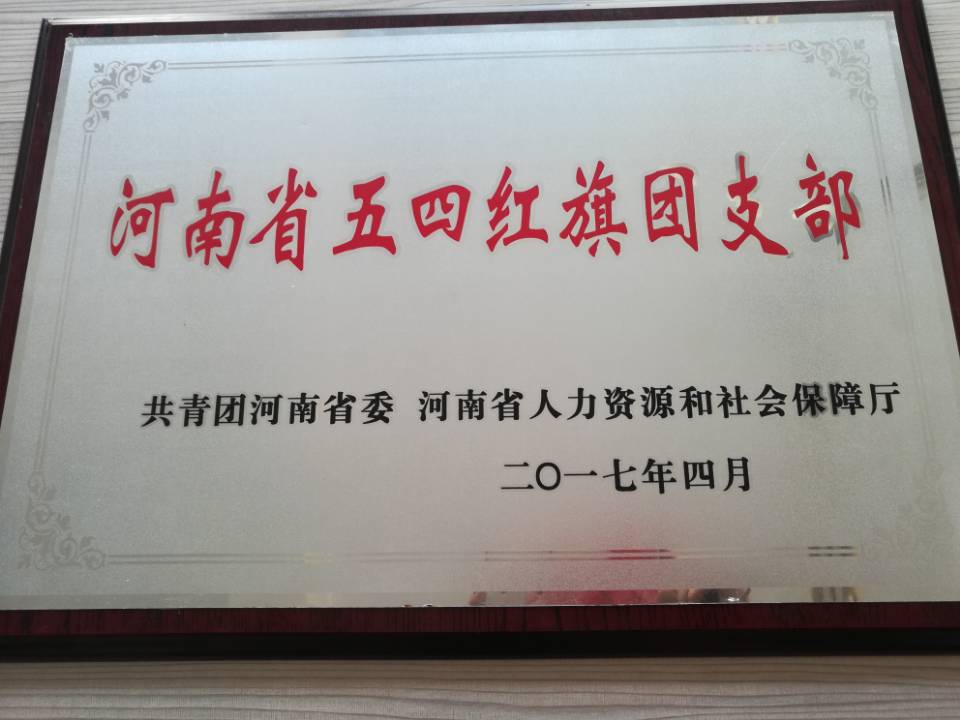 河南省五四红旗团支部
共青团河南省委 河南省人力资源和社会保障厅
二〇一七年四月